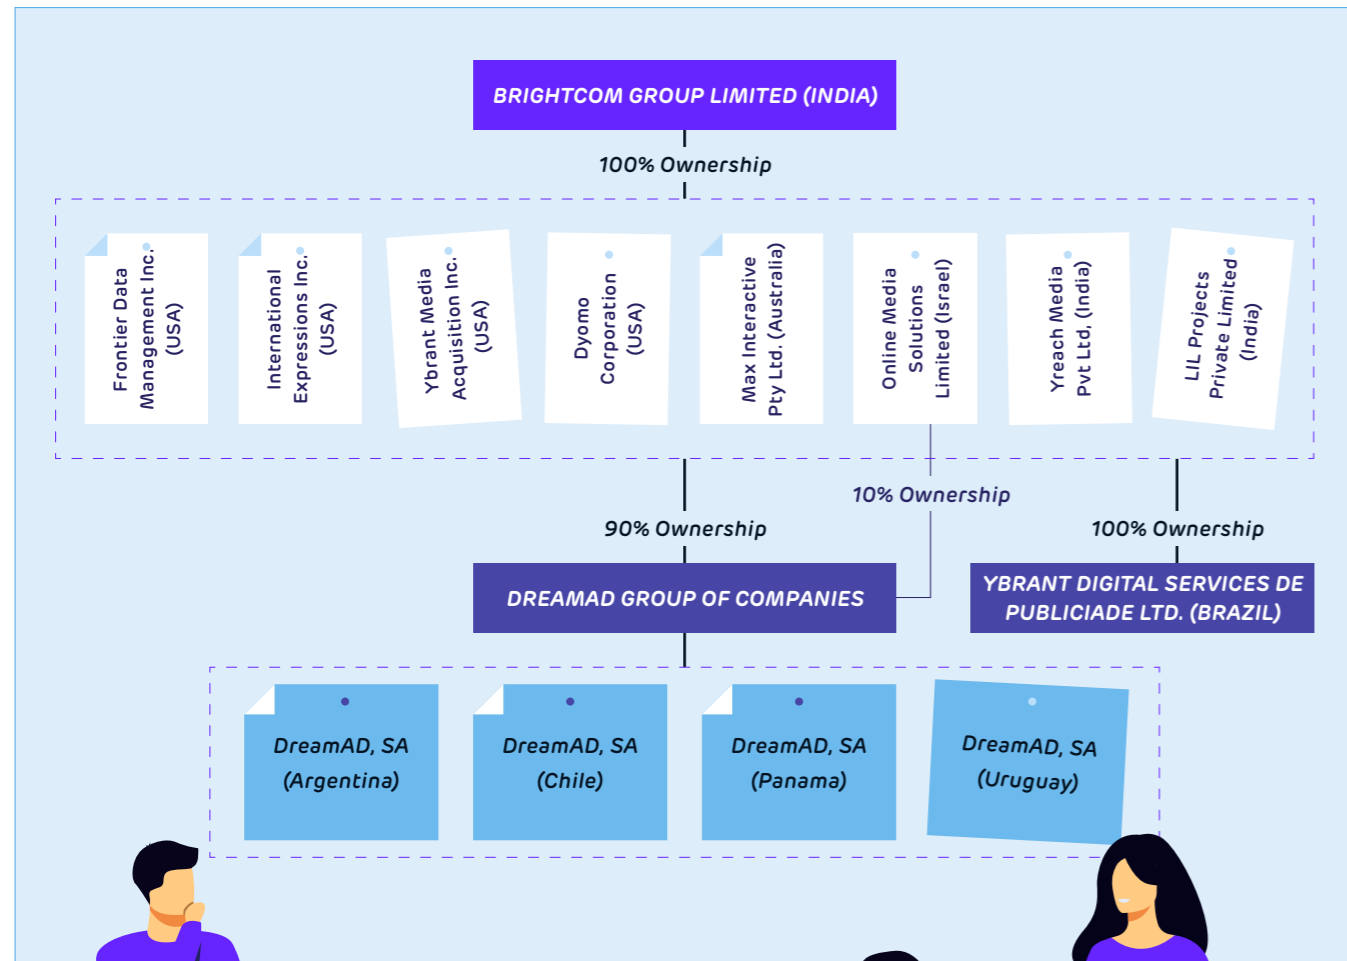 BRIGHTCOM GROUP LIMITED (INDIA)
100% Ownership
Frontier Data
Management Inc.
(USA)
International
Expressions Inc.
(USA)
Ybrant Media
Acquisition Inc.
(USA)
Dyomo
Corporation
(USA)
Max Interactive
Pty Ltd. (Australia)
Online Media
Solutions
Limited (Israel)
Yreach Media
Pvt Ltd, (India)
LIL Projects
Private Limited
(India)
10% Ownership
90% Ownership
100% Ownership
DREAMAD GROUP OF COMPANIES
YBRANT DIGITAL SERVICES DE
PUBLICIADE LTD. (BRAZIL)
DreamAD, SA
(Argentina)
DreamAD, SA
(Chile)
DreamAD, SA
(Panama)
DreamAD, SA
(Uruguay)